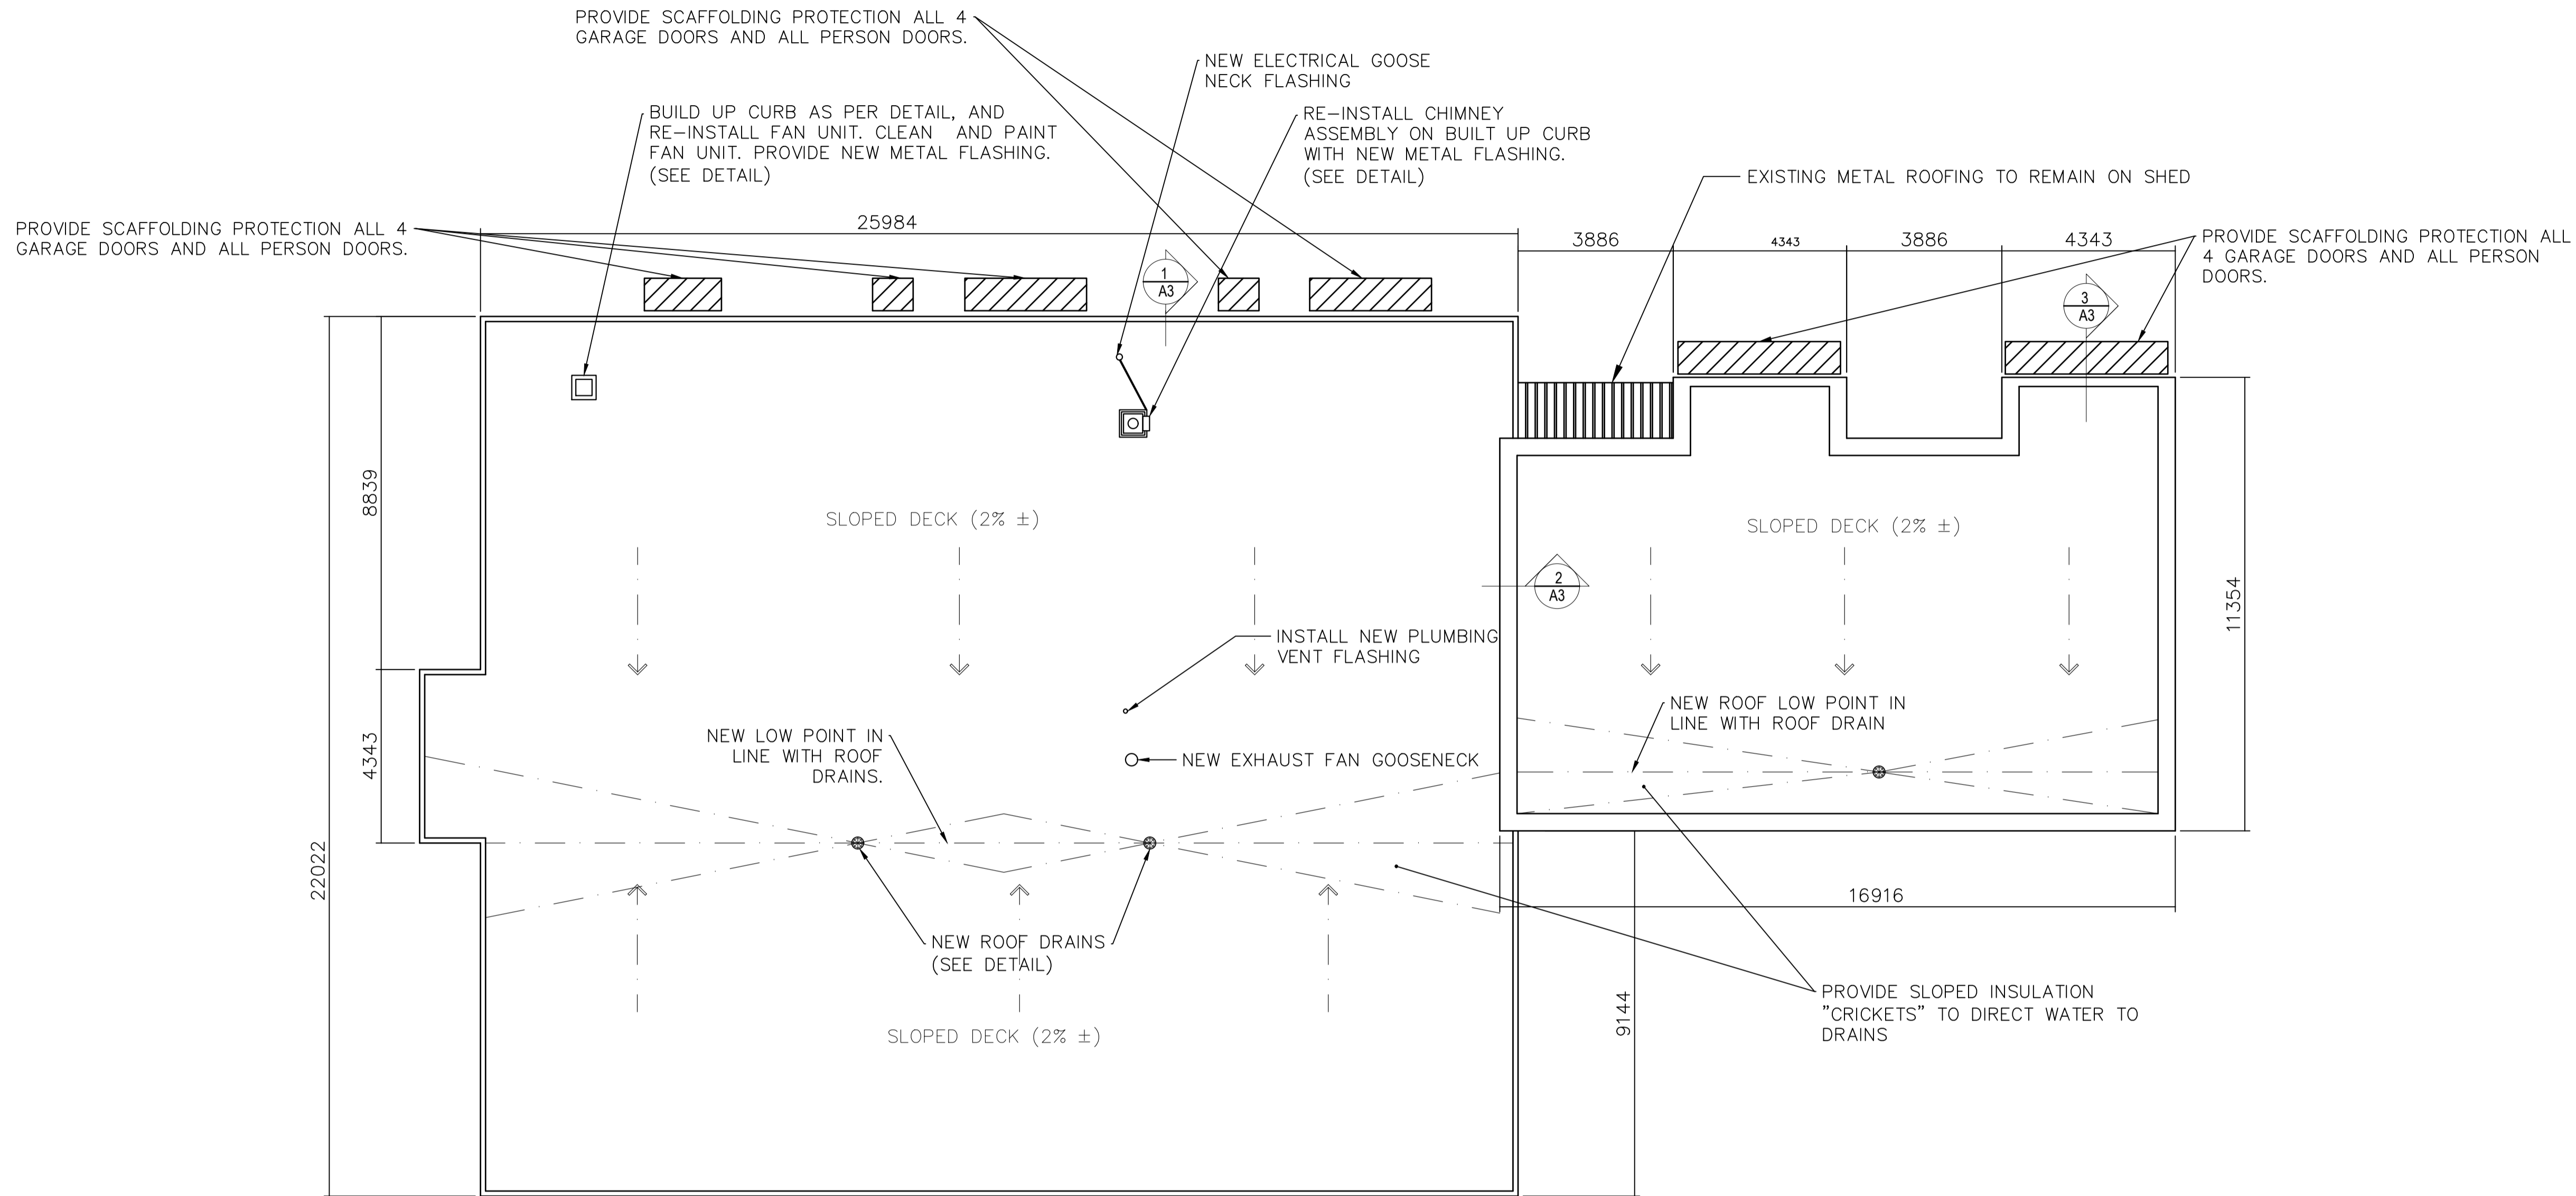 PROVIDE SCAFFOLDING PROTECTION ALL 4
GARAGE DOORS AND ALL PERSON DOORS.
NEW ELECTRICAL GOOSE
NECK FLASHING
BUILD UP CURB AS PER DETAIL, AND
RE-INSTALL FAN UNIT. CLEAN AND PAINT
FAN UNIT. PROVIDE NEW METAL FLASHING.
(SEE DETAIL)
RE-INSTALL CHIMNEY
ASSEMBLY ON BUILT UP CURB
WITH NEW METAL FLASHING.
(SEE DETAIL)
EXISTING METAL ROOFING TO REMAIN ON SHED
PROVIDE SCAFFOLDING PROTECTION ALL 4
GARAGE DOORS AND ALL PERSON DOORS.
25984
3886
4343
3886
4343
PROVIDE SCAFFOLDING PROTECTION ALL
4 GARAGE DOORS AND ALL PERSON
DOORS.
1
A3
3
A3
8839
SLOPED DECK (2% ±)
SLOPED DECK (2% ±)
2
A3
11354
INSTALL NEW PLUMBING
VENT FLASHING
NEW ROOF LOW POINT IN
LINE WITH ROOF DRAIN
4343
NEW LOW POINT IN
LINE WITH ROOF
DRAINS.
NEW EXHAUST FAN GOOSENECK
22022
16916
NEW ROOF DRAINS
(SEE DETAIL)
9144
PROVIDE SLOPED INSULATION
"CRICKETS" TO DIRECT WATER TO
DRAINS
SLOPED DECK (2% ±)